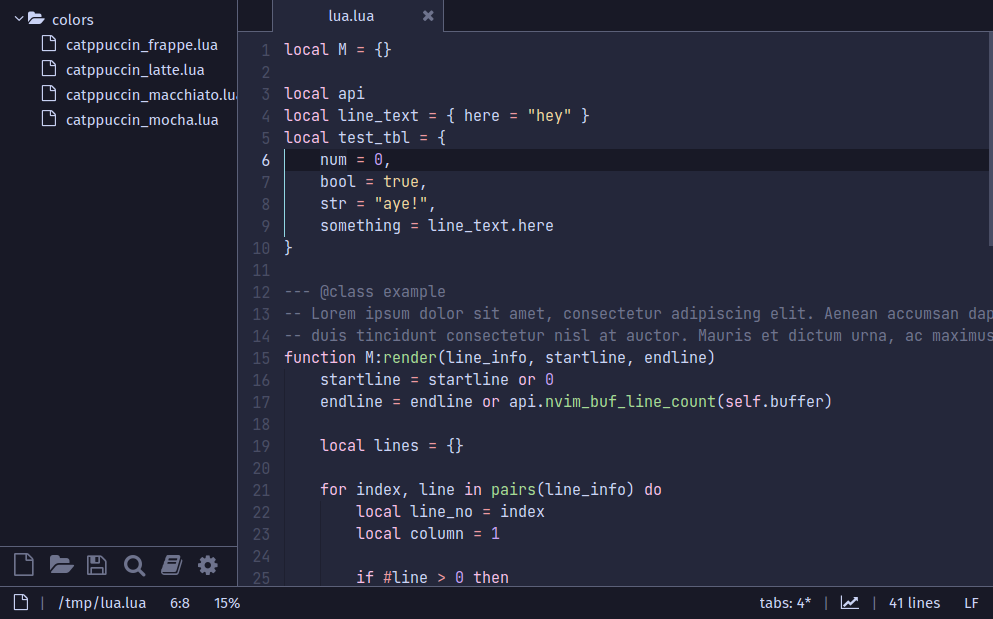 colors
catppuccin_frappe.lua
catppuccin_latte.lua
catppuccin_macchiato.lu
catppuccin_mocha.lua
lua.lua
1 local M = {}
2
3 local api
4 local line_text = { here = "hey" }
5 local test_tbl = {
6 num = 0,
7 bool = true,
8 str = "aye!",
9 something = line_text.here
10 }
11
12 --- @class example
13 -- Lorem ipsum dolor sit amet, consectetur adipiscing elit. Aenean accumsan dap
14 -- duis tincidunt consectetur nisl at auctor. Mauris et dictum urna, ac maximus
15 function M:render(line_info, startline, endline)
16 startline = startline or 0
17 endline = endline or api.nvim_buf_line_count(self.buffer)
18
19 local lines = {}
20
21 for index, line in pairs(line_info) do
22 local line_no = index
23 local column = 1
24
25 if #line > 0 then
/tmp/lua.lua 6:8 15% tabs: 4* 41 lines LF